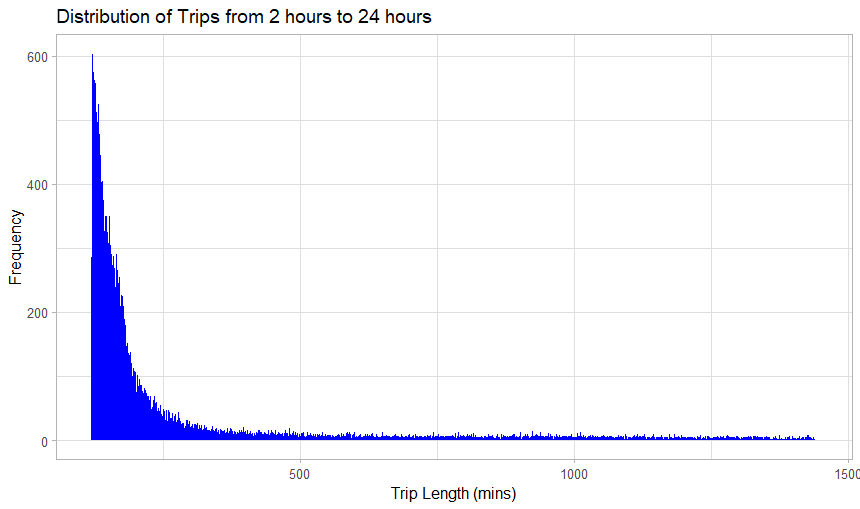 Distribution of Trips from 2 hours to 24 hours
600
400
200
0
Frequency
500
1000
1500
Trip Length (mins)